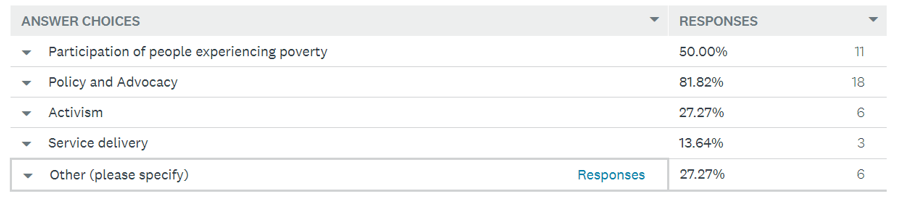 ANSWER CHOICES RESPONSES
Participation of people experiencing poverty 50.00% 11
Policy and Advocacy 81.82% 18
Activism 27.27% 6
Service delivery 13.64% 3
Other (please specify) Responses 27.27% 6